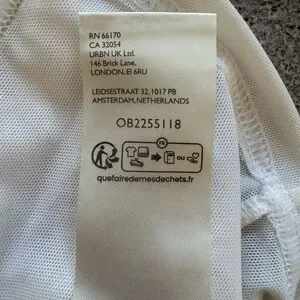 RN 66170
CA 32054
URBN UK Ltd.
146 Brick Lane,
LONDON, E1 6RU
LEIDSESTRAAT 32, 1017 PB
AMSTERDAM, NETHERLANDS
OB2255118
FR
OU
quefairedemesdechets.fr